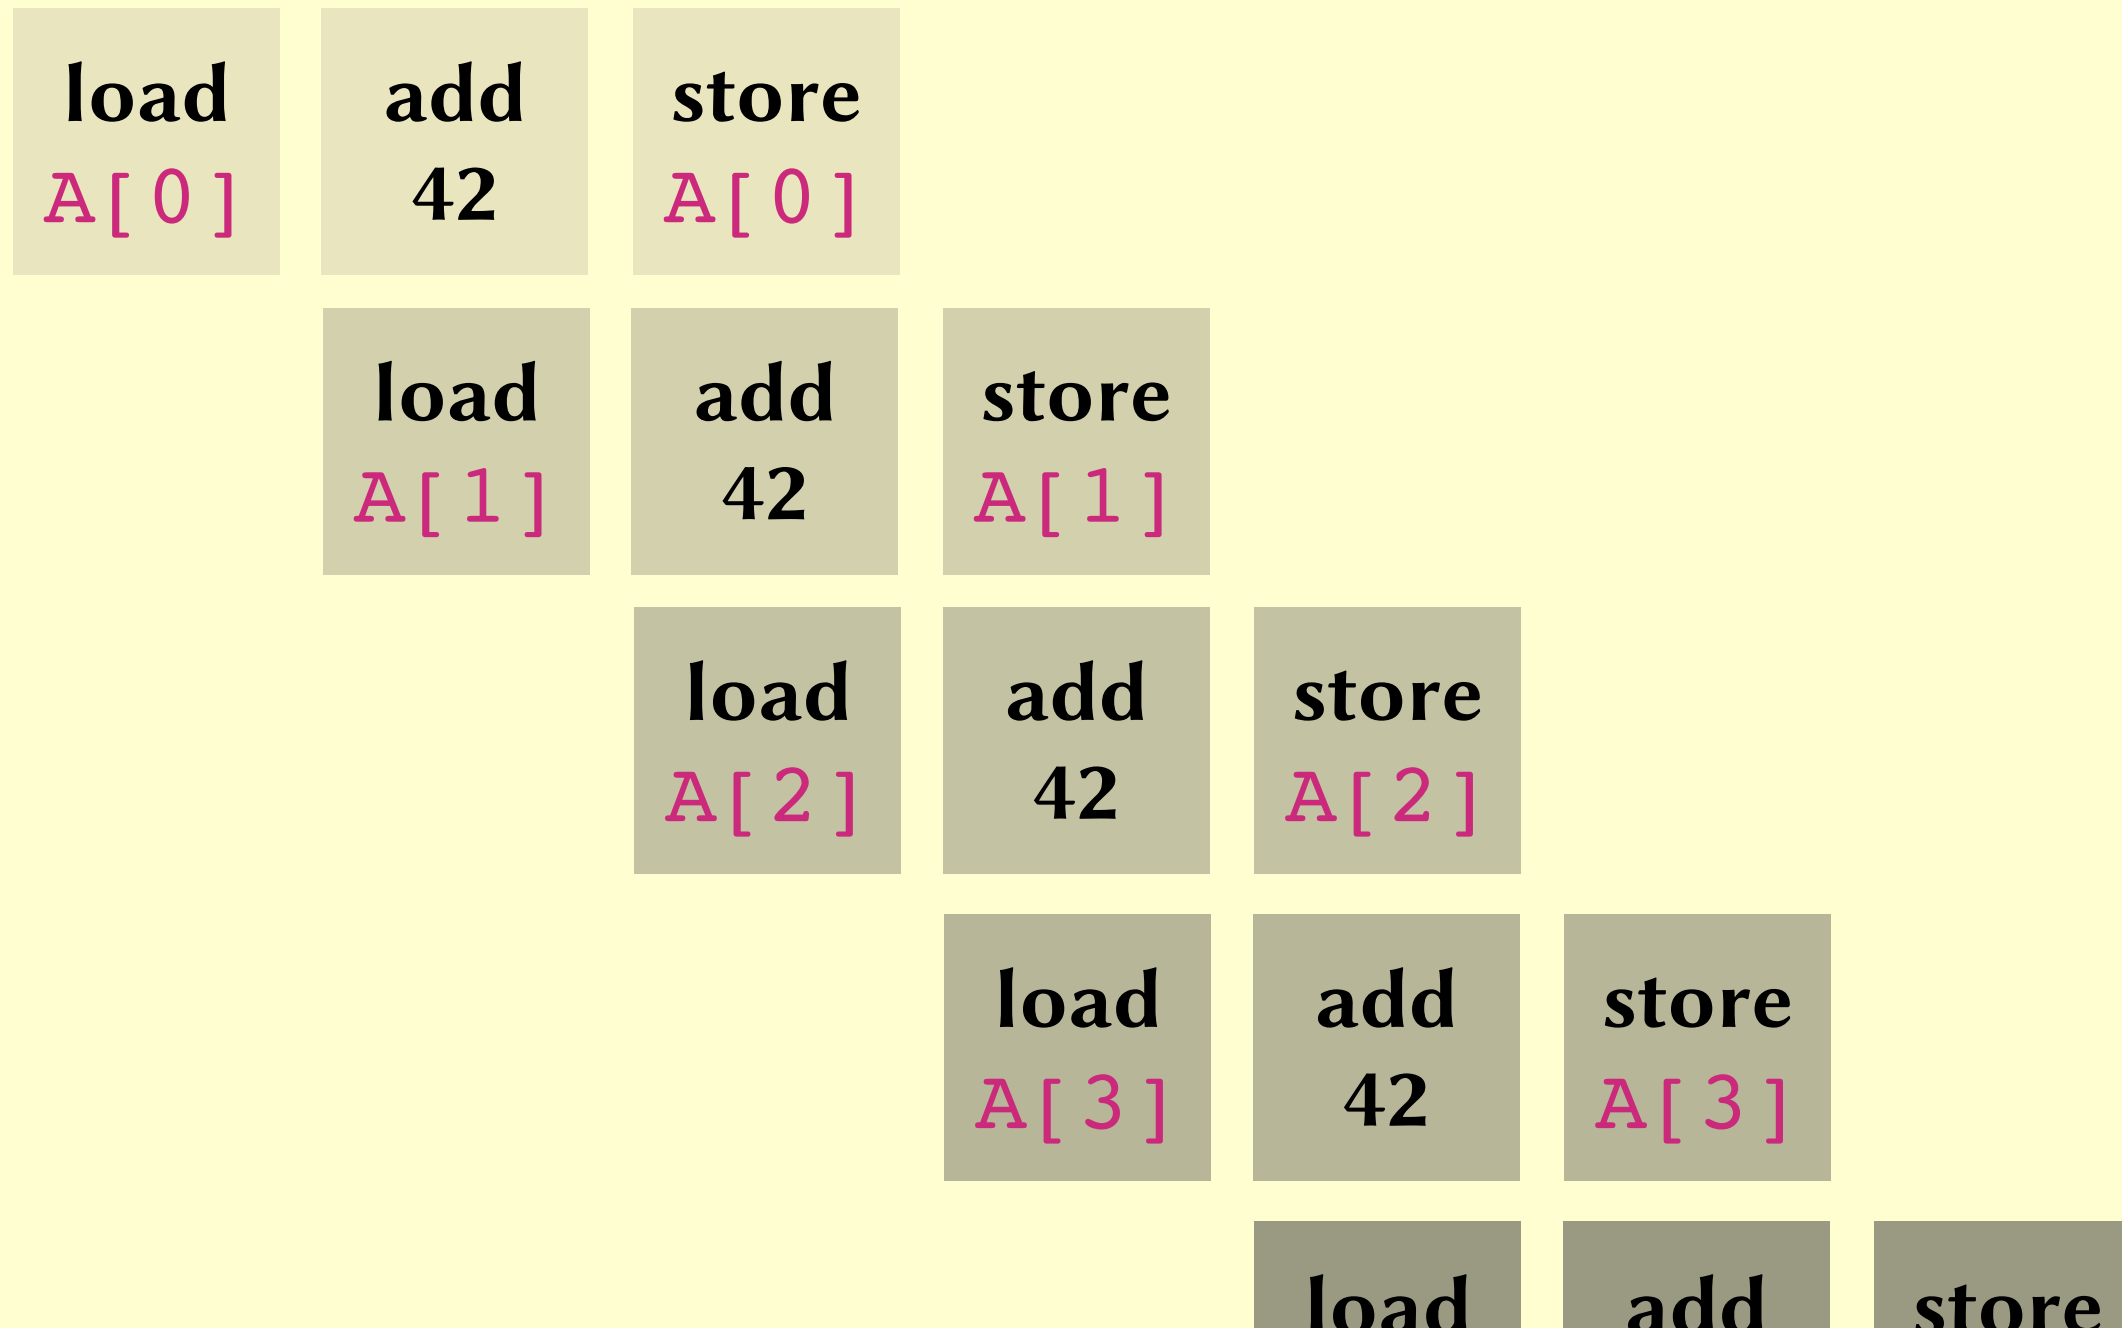 load add store
A[0] 42 A[0]
load add store
A[1] 42 A[1]
load add store
A[2] 42 A[2]
load add store
A[3] 42 A[3]
load add store